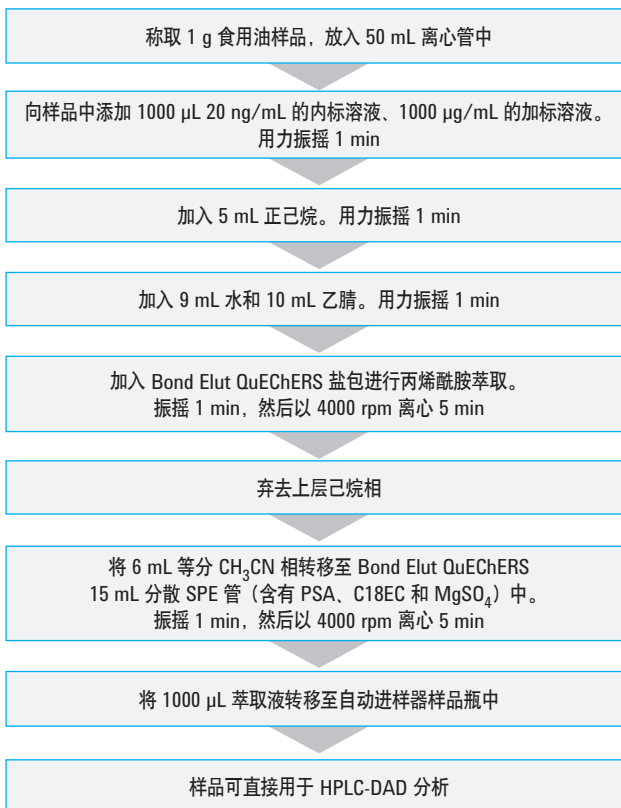 称取 1 g 食用油样品，放入 50 mL 离心管中
向样品中添加 1000 µL 20 ng/mL 的内标溶液、1000 µg/mL 的加标溶液。
用力振摇 1 min
加入 5 mL 正己烷。用力振摇 1 min
加入 9 mL 水和 10 mL 乙腈。用力振摇 1 min
加入 Bond Elut QuEChERS 盐包进行丙烯酰胺萃取。
振摇 1 min，然后以 4000 rpm 离心 5 min
弃去上层己烷相
将 6 mL 等分 CH₃CN 相转移至 Bond Elut QuEChERS
15 mL 分散 SPE 管（含有 PSA、C18EC 和 MgSO₄）中。
振摇 1 min，然后以 4000 rpm 离心 5 min
将 1000 µL 萃取液转移至自动进样器样品瓶中
样品可直接用于 HPLC-DAD 分析